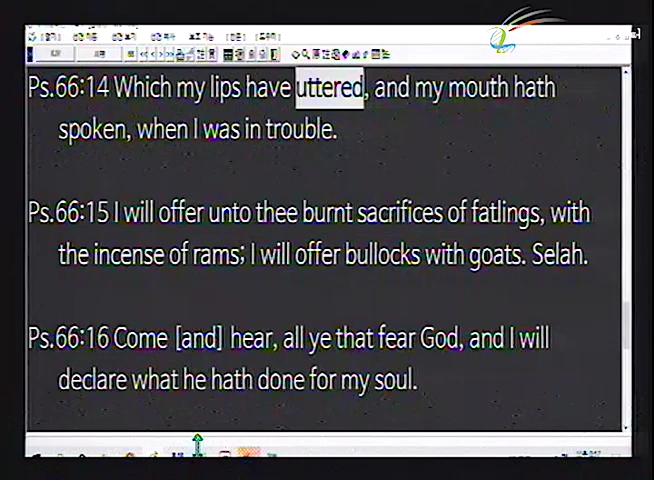 Ps.66:14 Which my lips have uttered, and my mouth hath
spoken, when I was in trouble.
Ps.66:15 I will offer unto thee burnt sacrifices of fatlings, with
the incense of rams; I will offer bullocks with goats. Selah.
Ps.66:16 Come [and] hear, all ye that fear God, and I will
declare what he hath done for my soul.